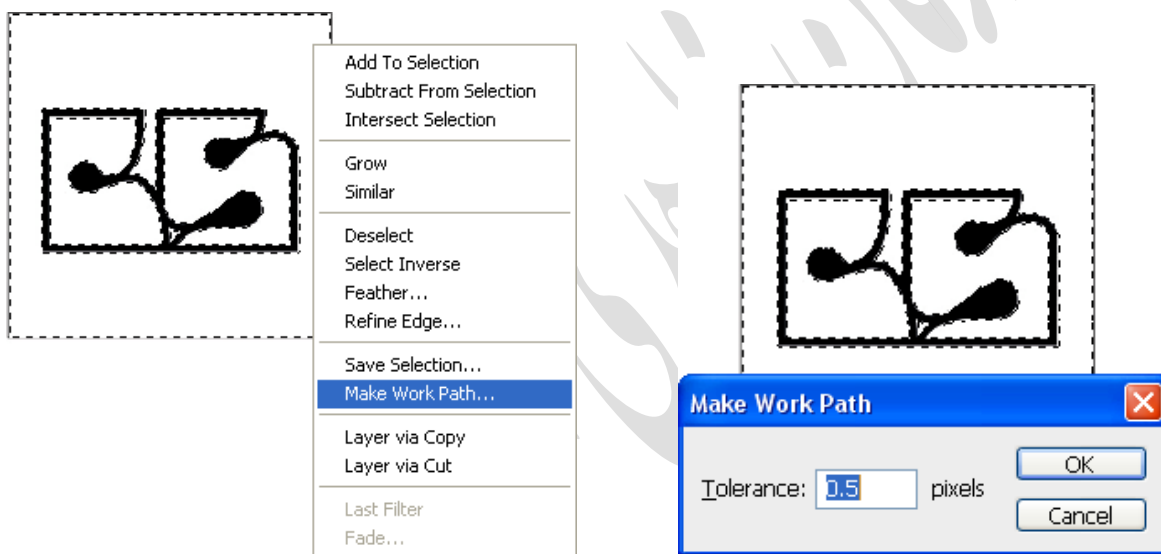 Add To Selection
Subtract From Selection
Intersect Selection
Grow
Similar
Deselect
Select Inverse
Feather...
Refine Edge...
Save Selection...
Make Work Path...
Layer via Copy
Layer via Cut
Last Filter
Fade...
Make Work Path
Tolerance: 0.5 pixels
OK
Cancel